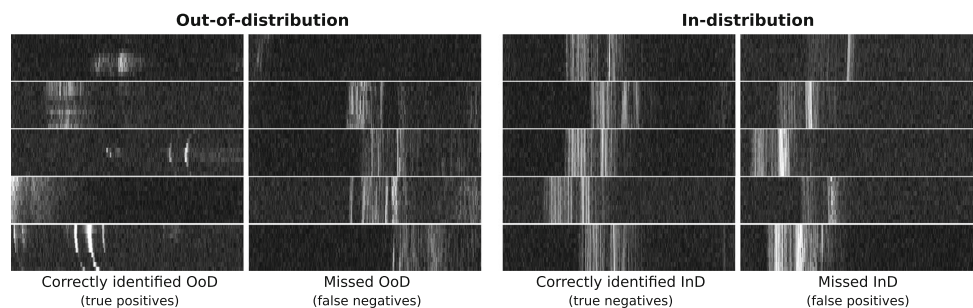 Out-of-distribution
In-distribution
Correctly identified OoD
(true positives)
Missed OoD
(false negatives)
Correctly identified InD
(true negatives)
Missed InD
(false positives)